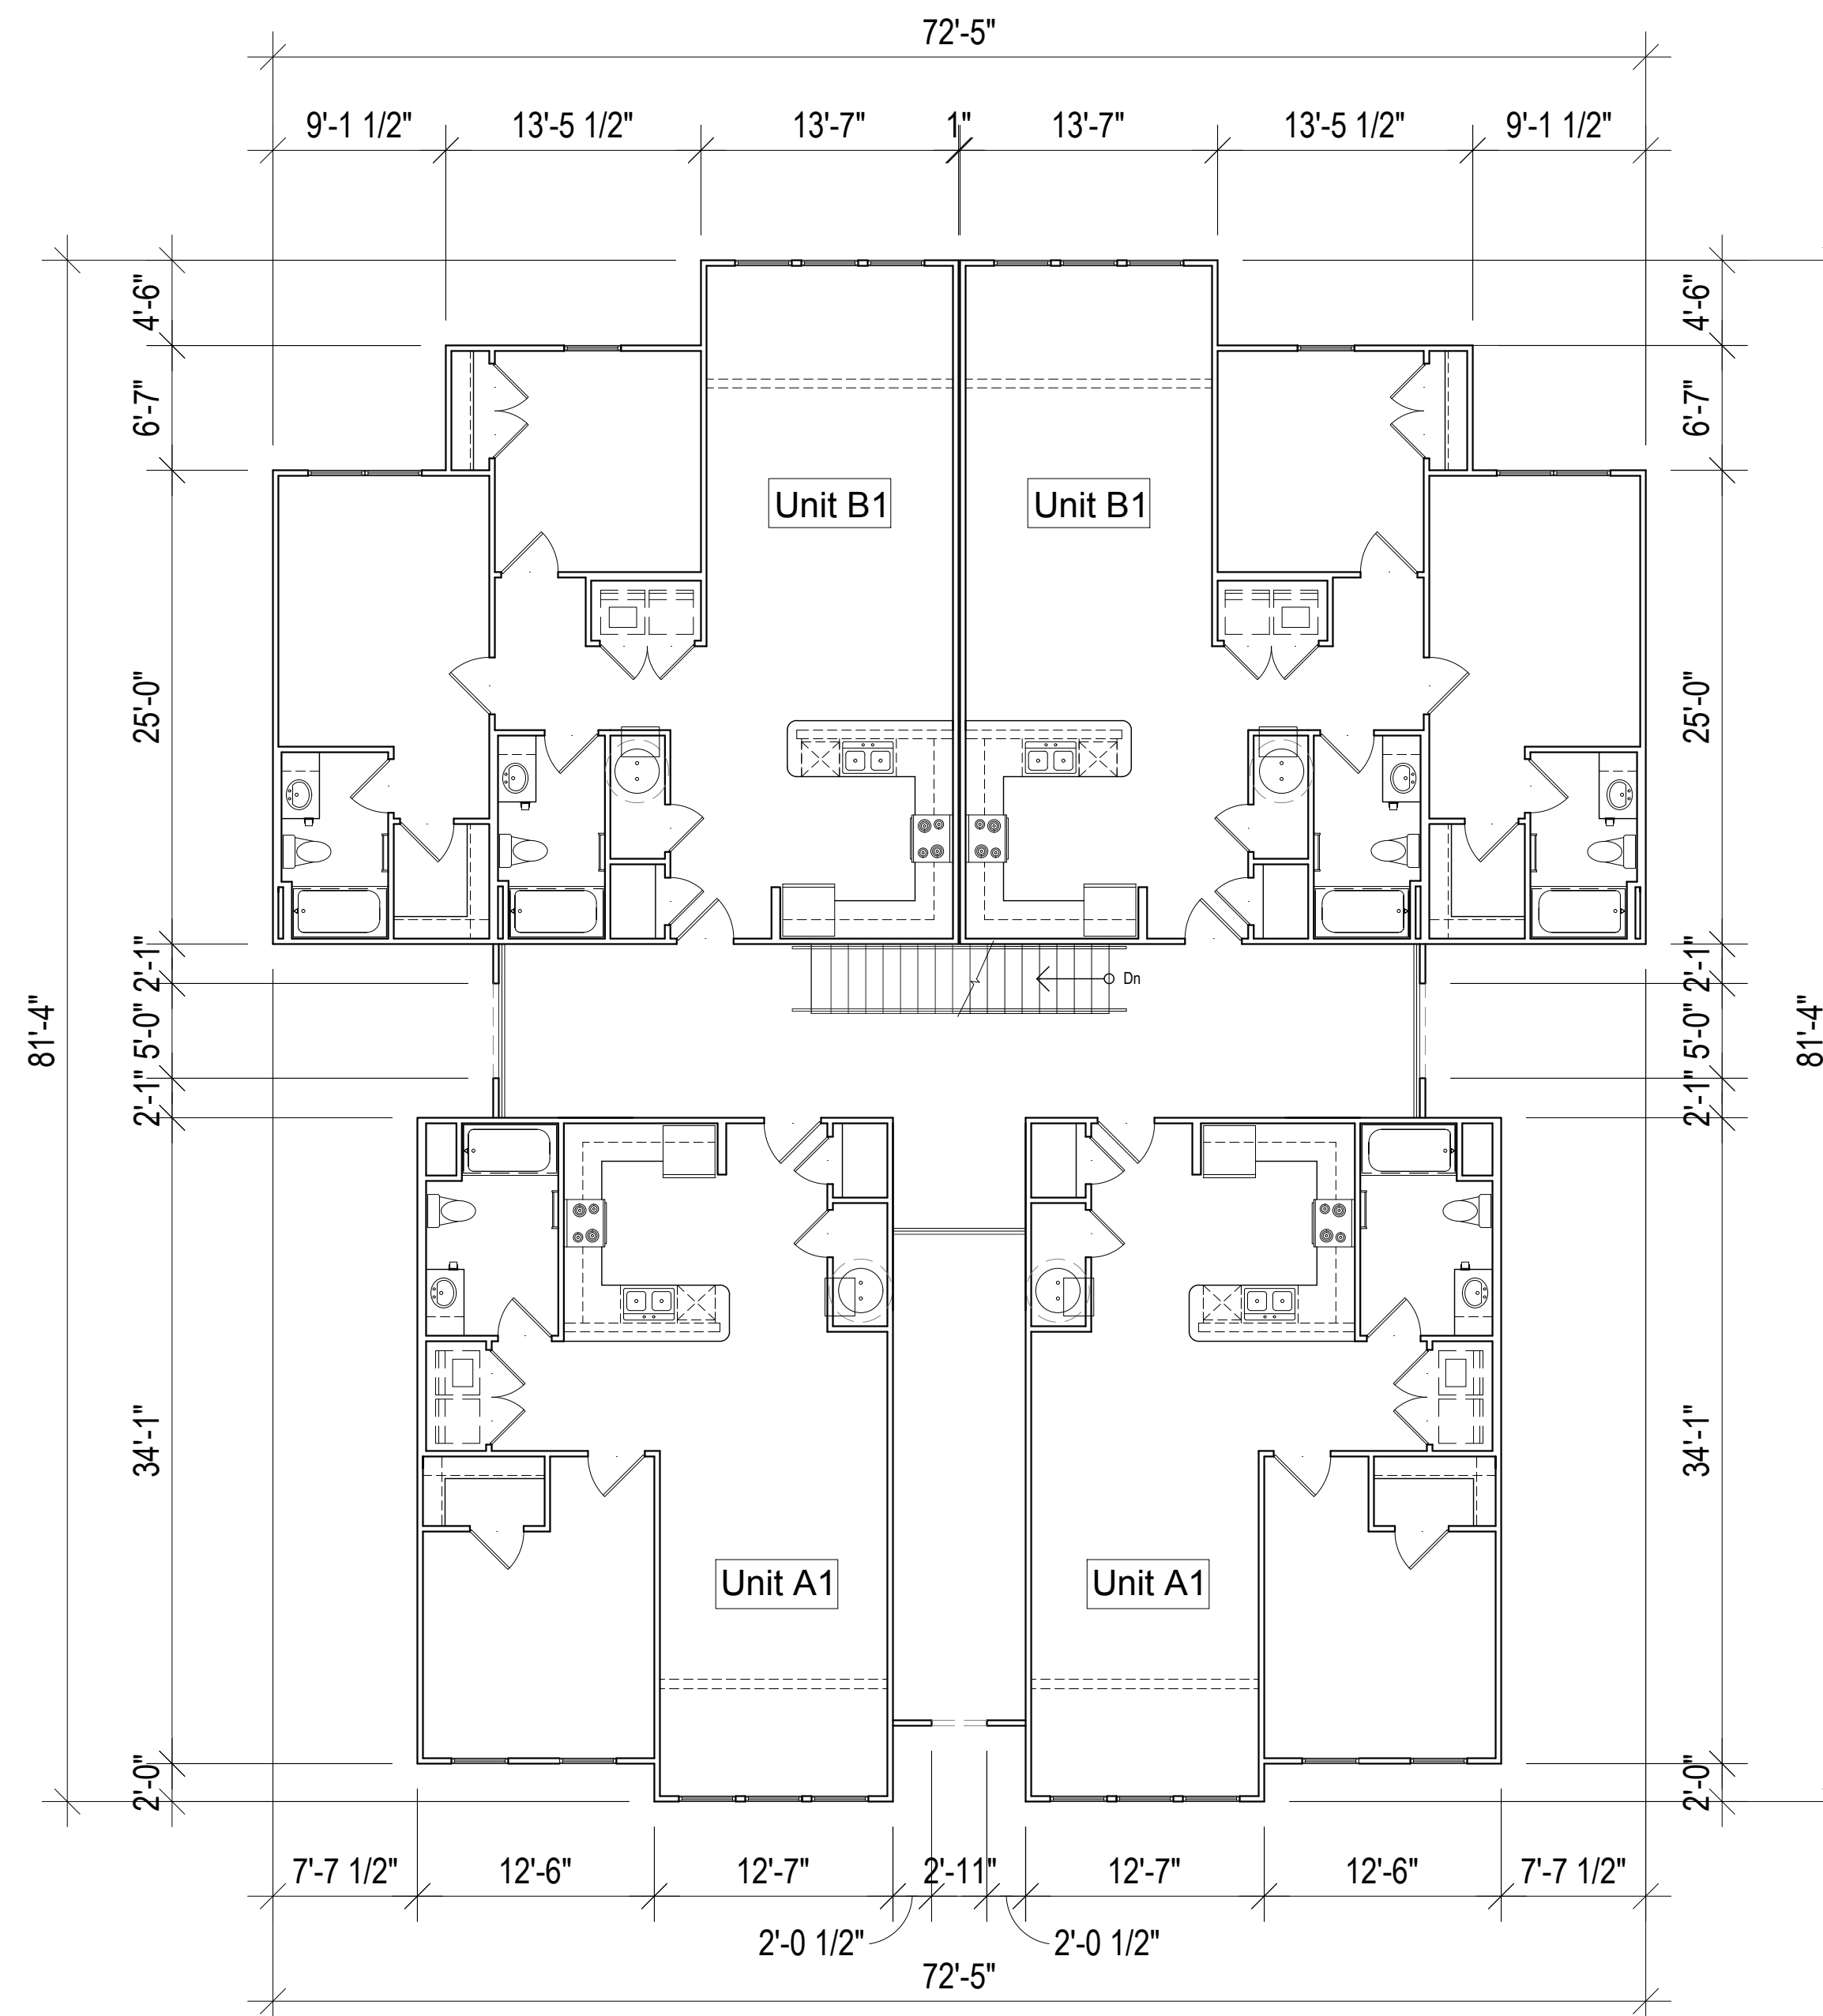 72'-5"
9'-1 1/2" 13'-5 1/2" 13'-7" 1" 13'-7" 13'-5 1/2" 9'-1 1/2"
4'-6" 4'-6"
6'-7" 6'-7"
Unit B1 Unit B1
25'-0" 25'-0"
2'-1" 2'-1"
Dn
81'-4" 5'-0" 5'-0" 81'-4"
2'-1" 2'-1"
34'-1" 34'-1"
Unit A1 Unit A1
2'-0" 2'-0"
7'-7 1/2" 12'-6" 12'-7" 2'-11" 12'-7" 12'-6" 7'-7 1/2"
2'-0 1/2" 2'-0 1/2"
72'-5"